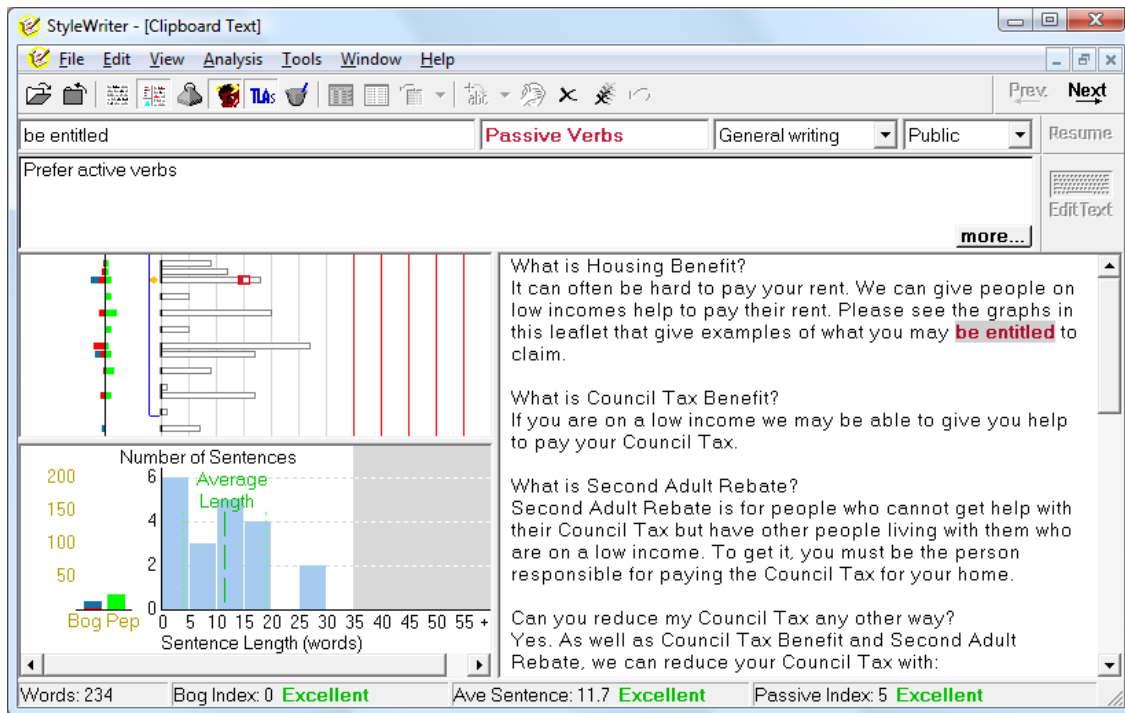 StyleWriter - [Clipboard Text]
File Edit View Analysis Tools Window Help
TLAs
abc
Prev. Next
be entitled
Passive Verbs
General writing
Public
Resume
Prefer active verbs
more...
Edit Text
What is Housing Benefit?
It can often be hard to pay your rent. We can give people on
low incomes help to pay their rent. Please see the graphs in
this leaflet that give examples of what you may be entitled to
claim.
What is Council Tax Benefit?
If you are on a low income we may be able to give you help
to pay your Council Tax.
What is Second Adult Rebate?
Second Adult Rebate is for people who cannot get help with
their Council Tax but have other people living with them who
are on a low income. To get it, you must be the person
responsible for paying the Council Tax for your home.
Can you reduce my Council Tax any other way?
Yes. As well as Council Tax Benefit and Second Adult
Rebate, we can reduce your Council Tax with:
Number of Sentences
200
150
100
50
Bog Pep
6
4
2
0
Average
Length
0 5 10 15 20 25 30 35 40 45 50 55 +
Sentence Length (words)
Words: 234
Bog Index: 0 Excellent
Ave Sentence: 11.7 Excellent
Passive Index: 5 Excellent